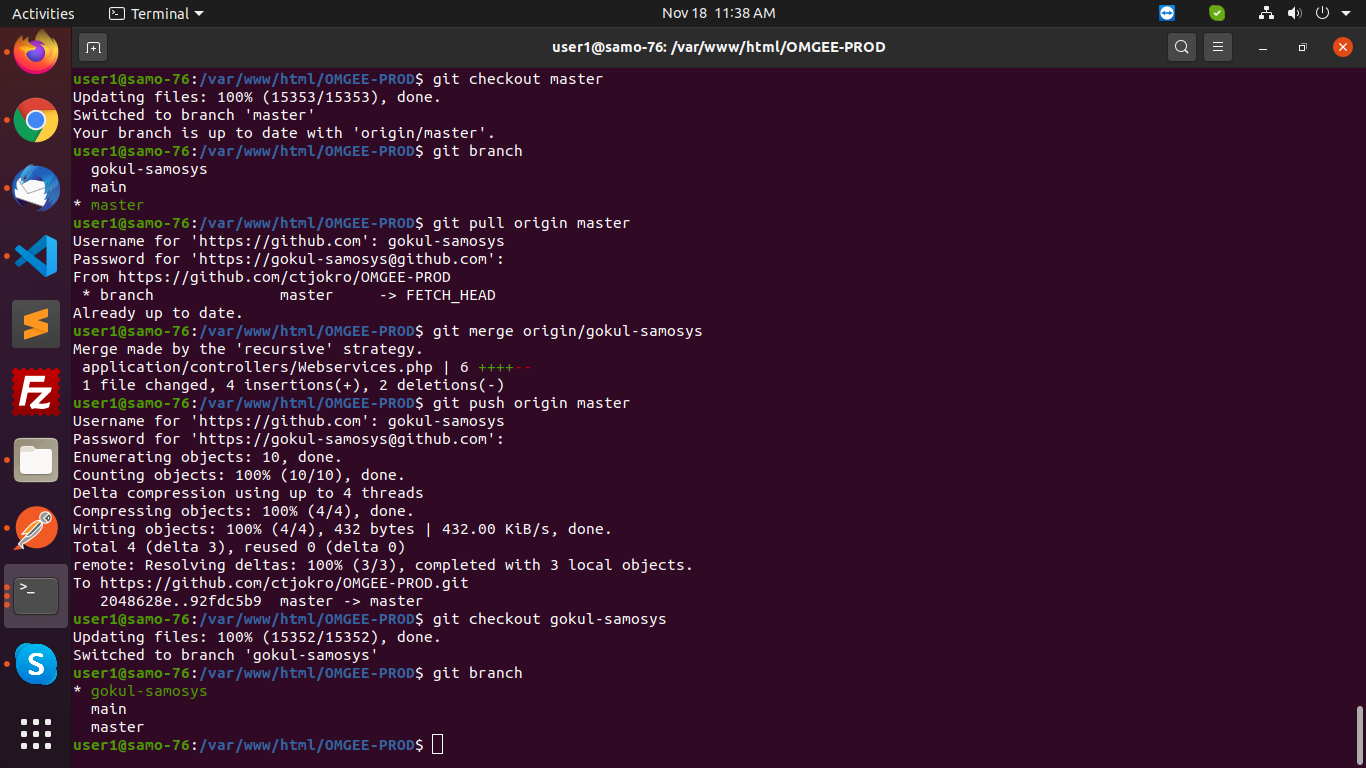 Activities Terminal Nov 18 11:38 AM
user1@samo-76: /var/www/html/OMGEE-PROD
user1@samo-76:/var/www/html/OMGEE-PROD$ git checkout master
Updating files: 100% (15353/15353), done.
Switched to branch 'master'
Your branch is up to date with 'origin/master'.
user1@samo-76:/var/www/html/OMGEE-PROD$ git branch
  gokul-samosys
  main
* master
user1@samo-76:/var/www/html/OMGEE-PROD$ git pull origin master
Username for 'https://github.com': gokul-samosys
Password for 'https://gokul-samosys@github.com':
From https://github.com/ctjokro/OMGEE-PROD
 * branch              master     -> FETCH_HEAD
Already up to date.
user1@samo-76:/var/www/html/OMGEE-PROD$ git merge origin/gokul-samosys
Merge made by the 'recursive' strategy.
 application/controllers/Webservices.php | 6 ++++--
 1 file changed, 4 insertions(+), 2 deletions(-)
user1@samo-76:/var/www/html/OMGEE-PROD$ git push origin master
Username for 'https://github.com': gokul-samosys
Password for 'https://gokul-samosys@github.com':
Enumerating objects: 10, done.
Counting objects: 100% (10/10), done.
Delta compression using up to 4 threads
Compressing objects: 100% (4/4), done.
Writing objects: 100% (4/4), 432 bytes | 432.00 KiB/s, done.
Total 4 (delta 3), reused 0 (delta 0)
remote: Resolving deltas: 100% (3/3), completed with 3 local objects.
To https://github.com/ctjokro/OMGEE-PROD.git
   2048628e..92fdc5b9  master -> master
user1@samo-76:/var/www/html/OMGEE-PROD$ git checkout gokul-samosys
Updating files: 100% (15352/15352), done.
Switched to branch 'gokul-samosys'
user1@samo-76:/var/www/html/OMGEE-PROD$ git branch
* gokul-samosys
  main
  master
user1@samo-76:/var/www/html/OMGEE-PROD$